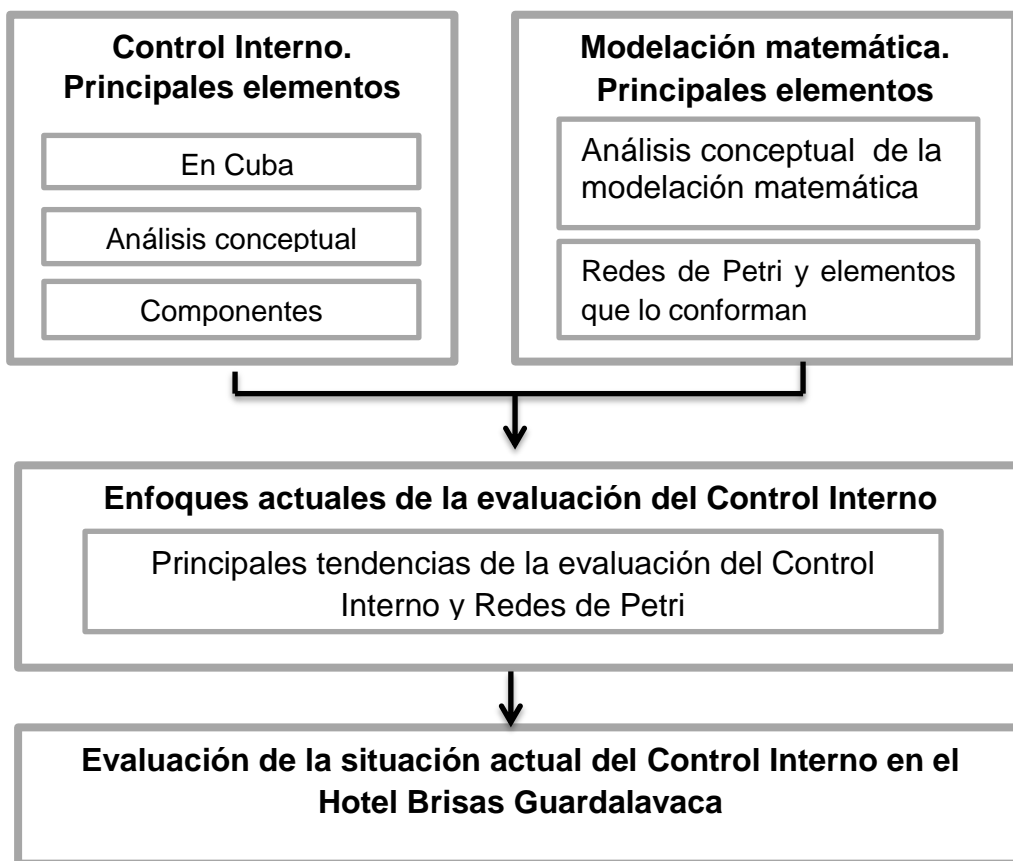 Control Interno.
Principales elementos
En Cuba
Análisis conceptual
Componentes
Modelación matemática.
Principales elementos
Análisis conceptual de la
modelación matemática
Redes de Petri y elementos
que lo conforman
Enfoques actuales de la evaluación del Control Interno
Principales tendencias de la evaluación del Control
Interno y Redes de Petri
Evaluación de la situación actual del Control Interno en el
Hotel Brisas Guardalavaca